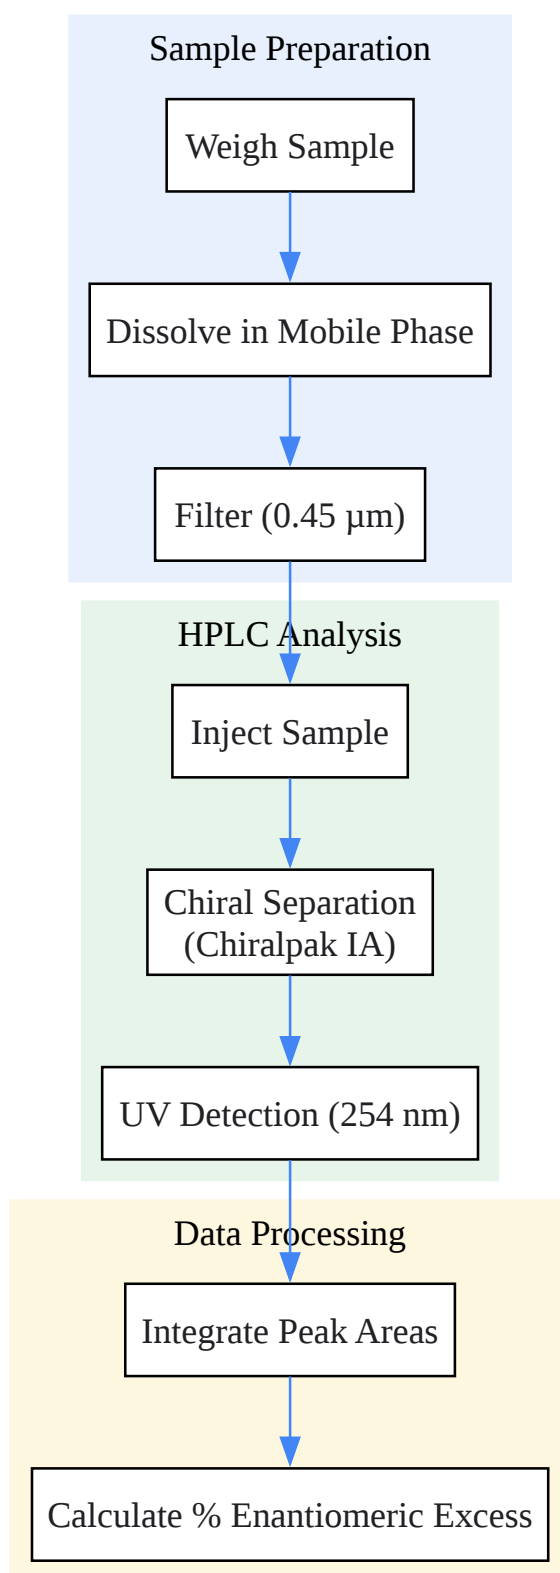 Sample Preparation
Weigh Sample
Dissolve in Mobile Phase
Filter (0.45 µm)
HPLC Analysis
Inject Sample
Chiral Separation
(Chiralpak IA)
UV Detection (254 nm)
Data Processing
Integrate Peak Areas
Calculate % Enantiomeric Excess